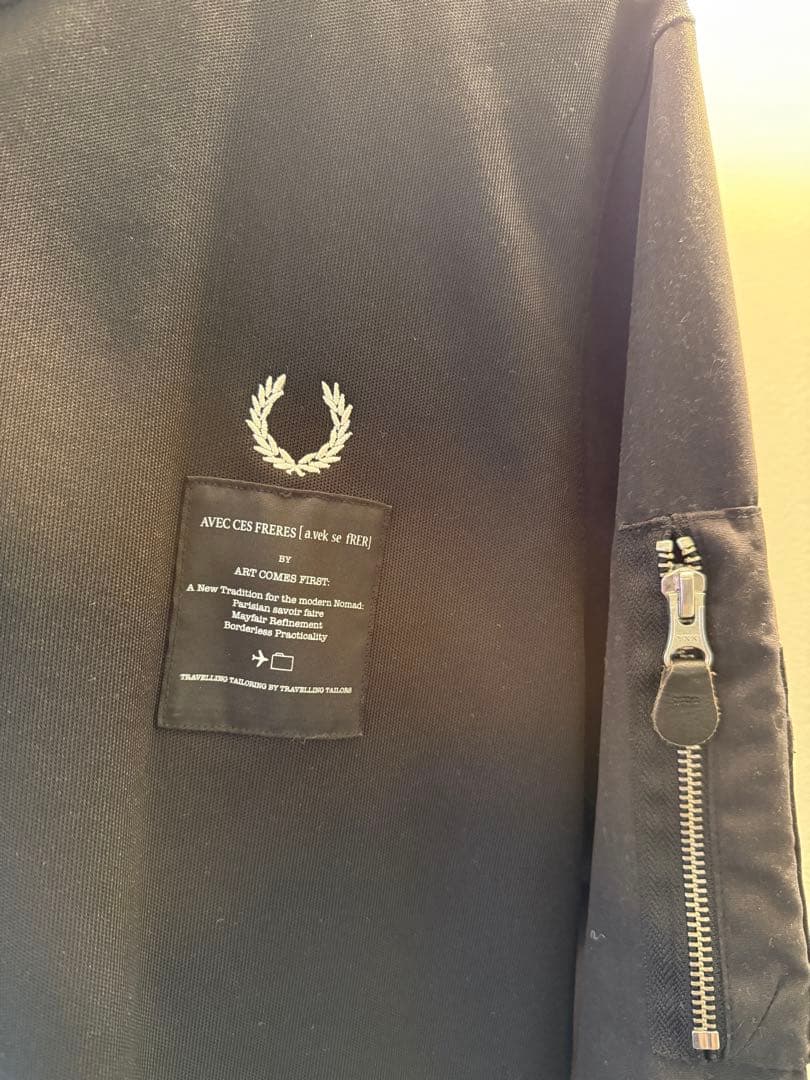 AVEC CES FRERES [ a.vek se fRER]
BY
ART COMES FIRST:
A New Tradition for the modern Nomad:
Parisian savoir faire
Mayfair Refinement
Borderless Practicality
TRAVELLING TAILORING BY TRAVELLING TAILORS